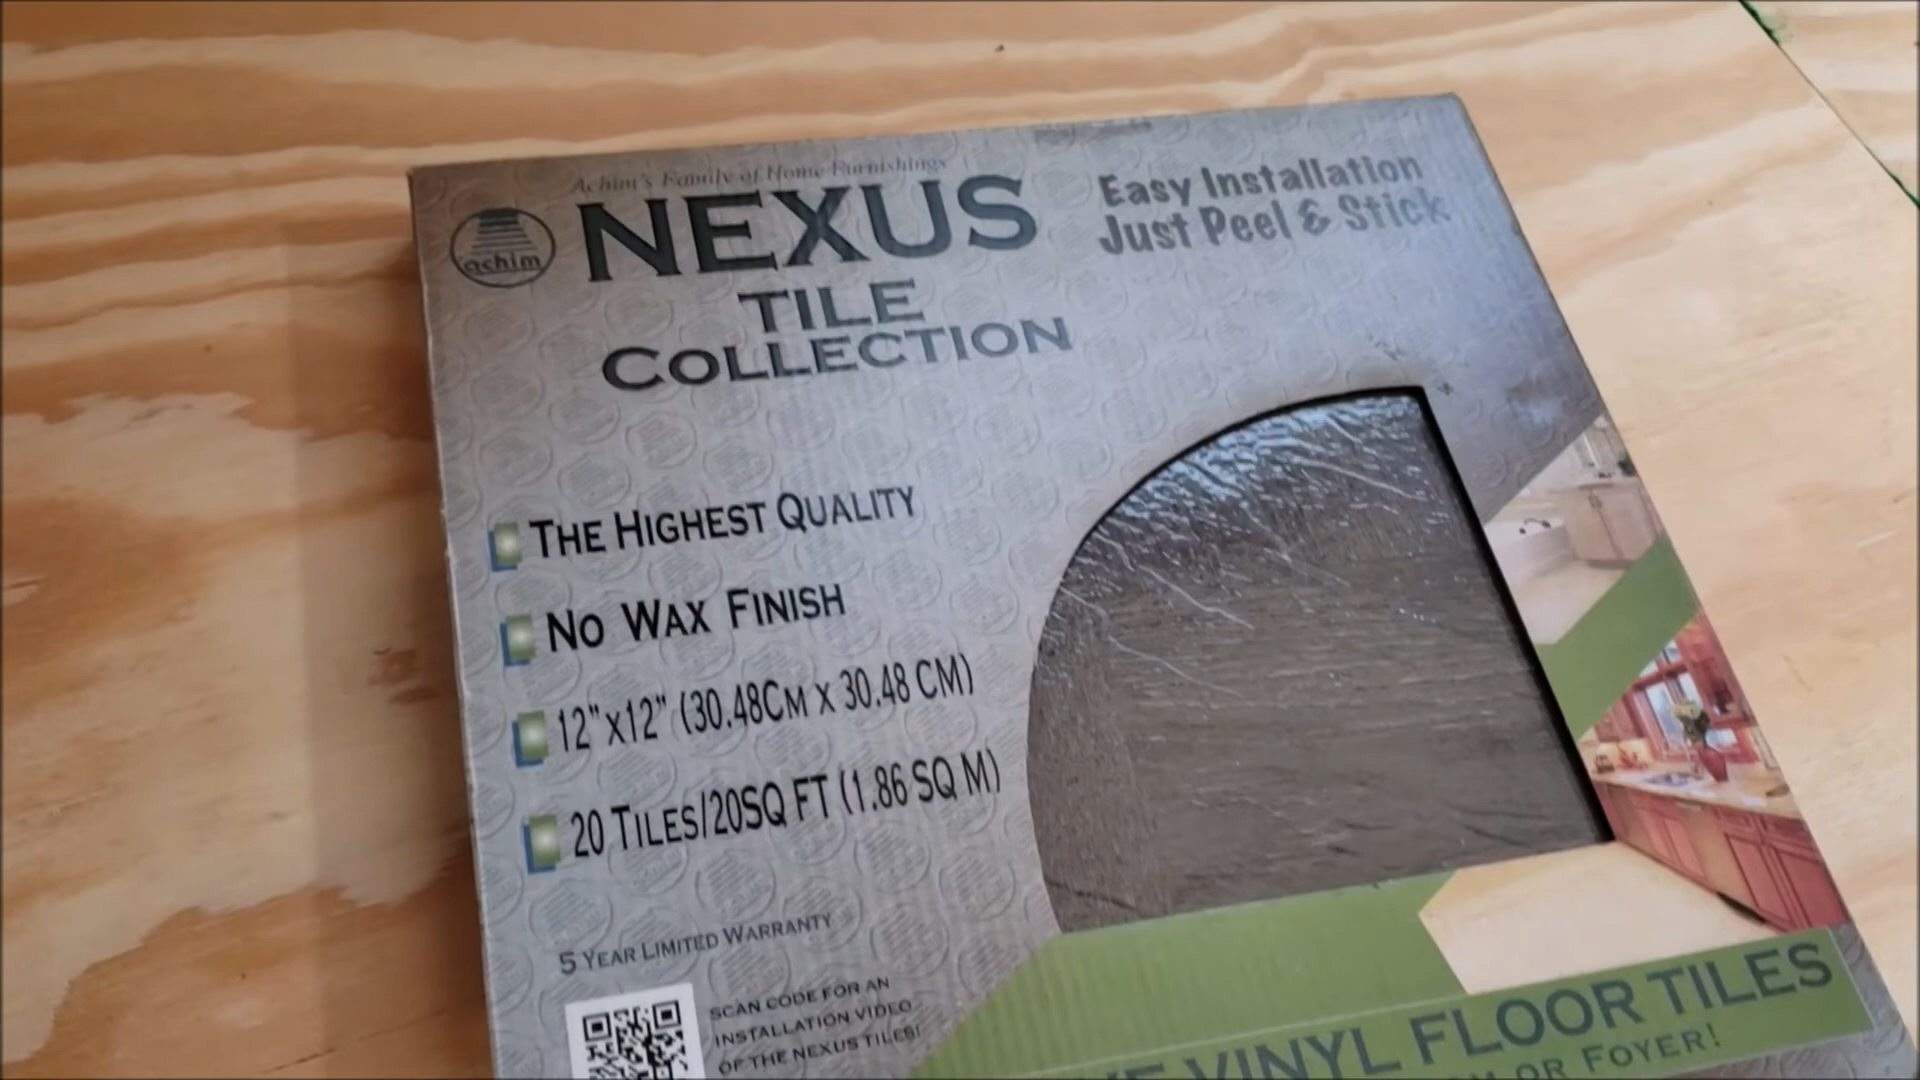 Achim's Family of Home Furnishings
achim
NEXUS
TILE
COLLECTION
Easy Installation
Just Peel & Stick
THE HIGHEST QUALITY
NO WAX FINISH
12"x12" (30.48CM X 30.48 CM)
20 TILES/20SQ FT (1.86 SQ M)
5 YEAR LIMITED WARRANTY
SCAN CODE FOR AN
INSTALLATION VIDEO
OF THE NEXUS TILES!
VINYL FLOOR TILES
OR FOYER!